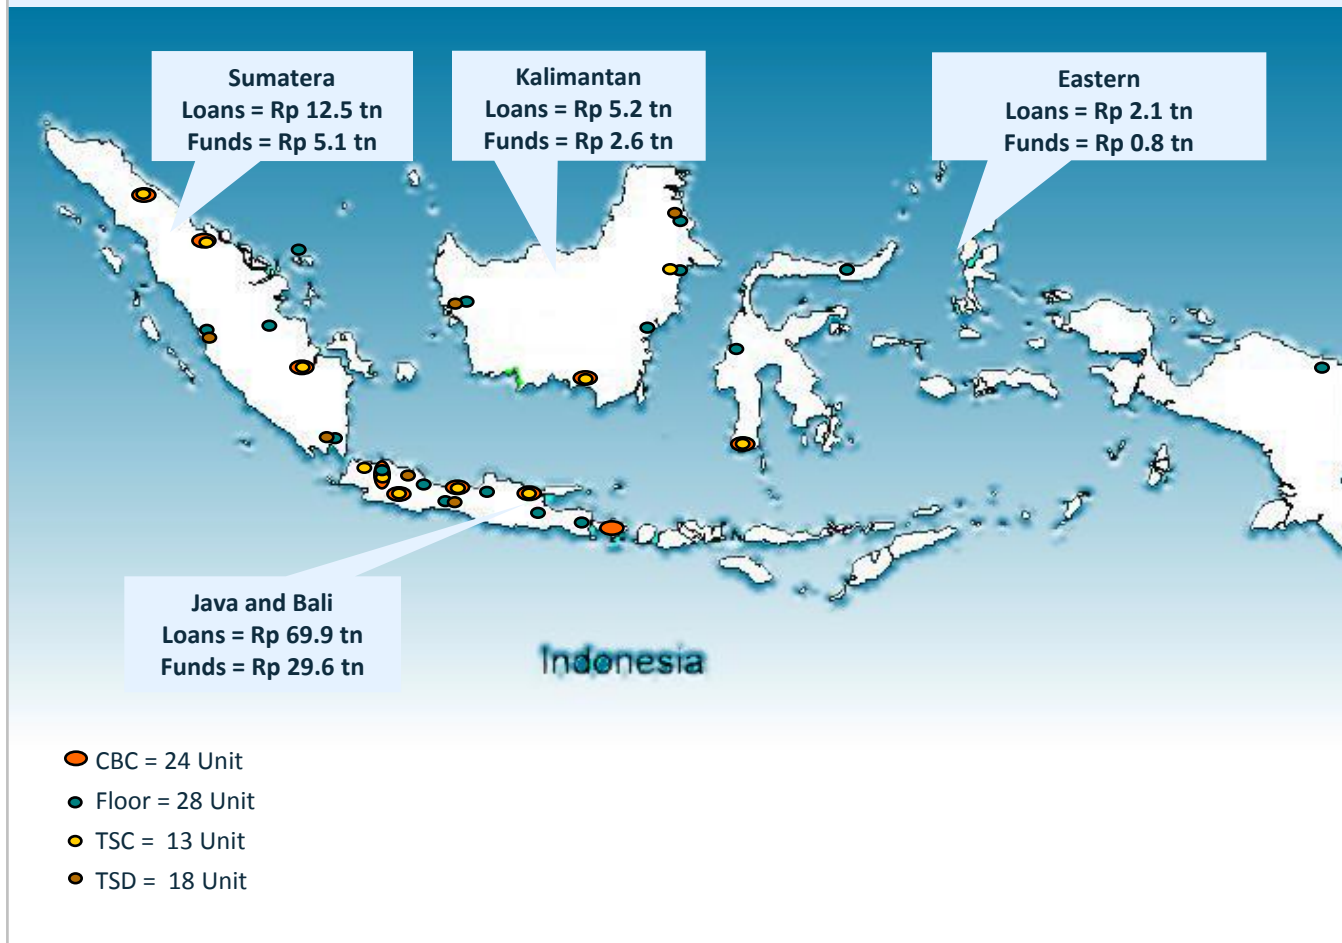 Sumatera
Loans = Rp 12.5 tn
Funds = Rp 5.1 tn
Kalimantan
Loans = Rp 5.2 tn
Funds = Rp 2.6 tn
Eastern
Loans = Rp 2.1 tn
Funds = Rp 0.8 tn
Java and Bali
Loans = Rp 69.9 tn
Funds = Rp 29.6 tn
Indonesia
CBC = 24 Unit
Floor = 28 Unit
TSC = 13 Unit
TSD = 18 Unit